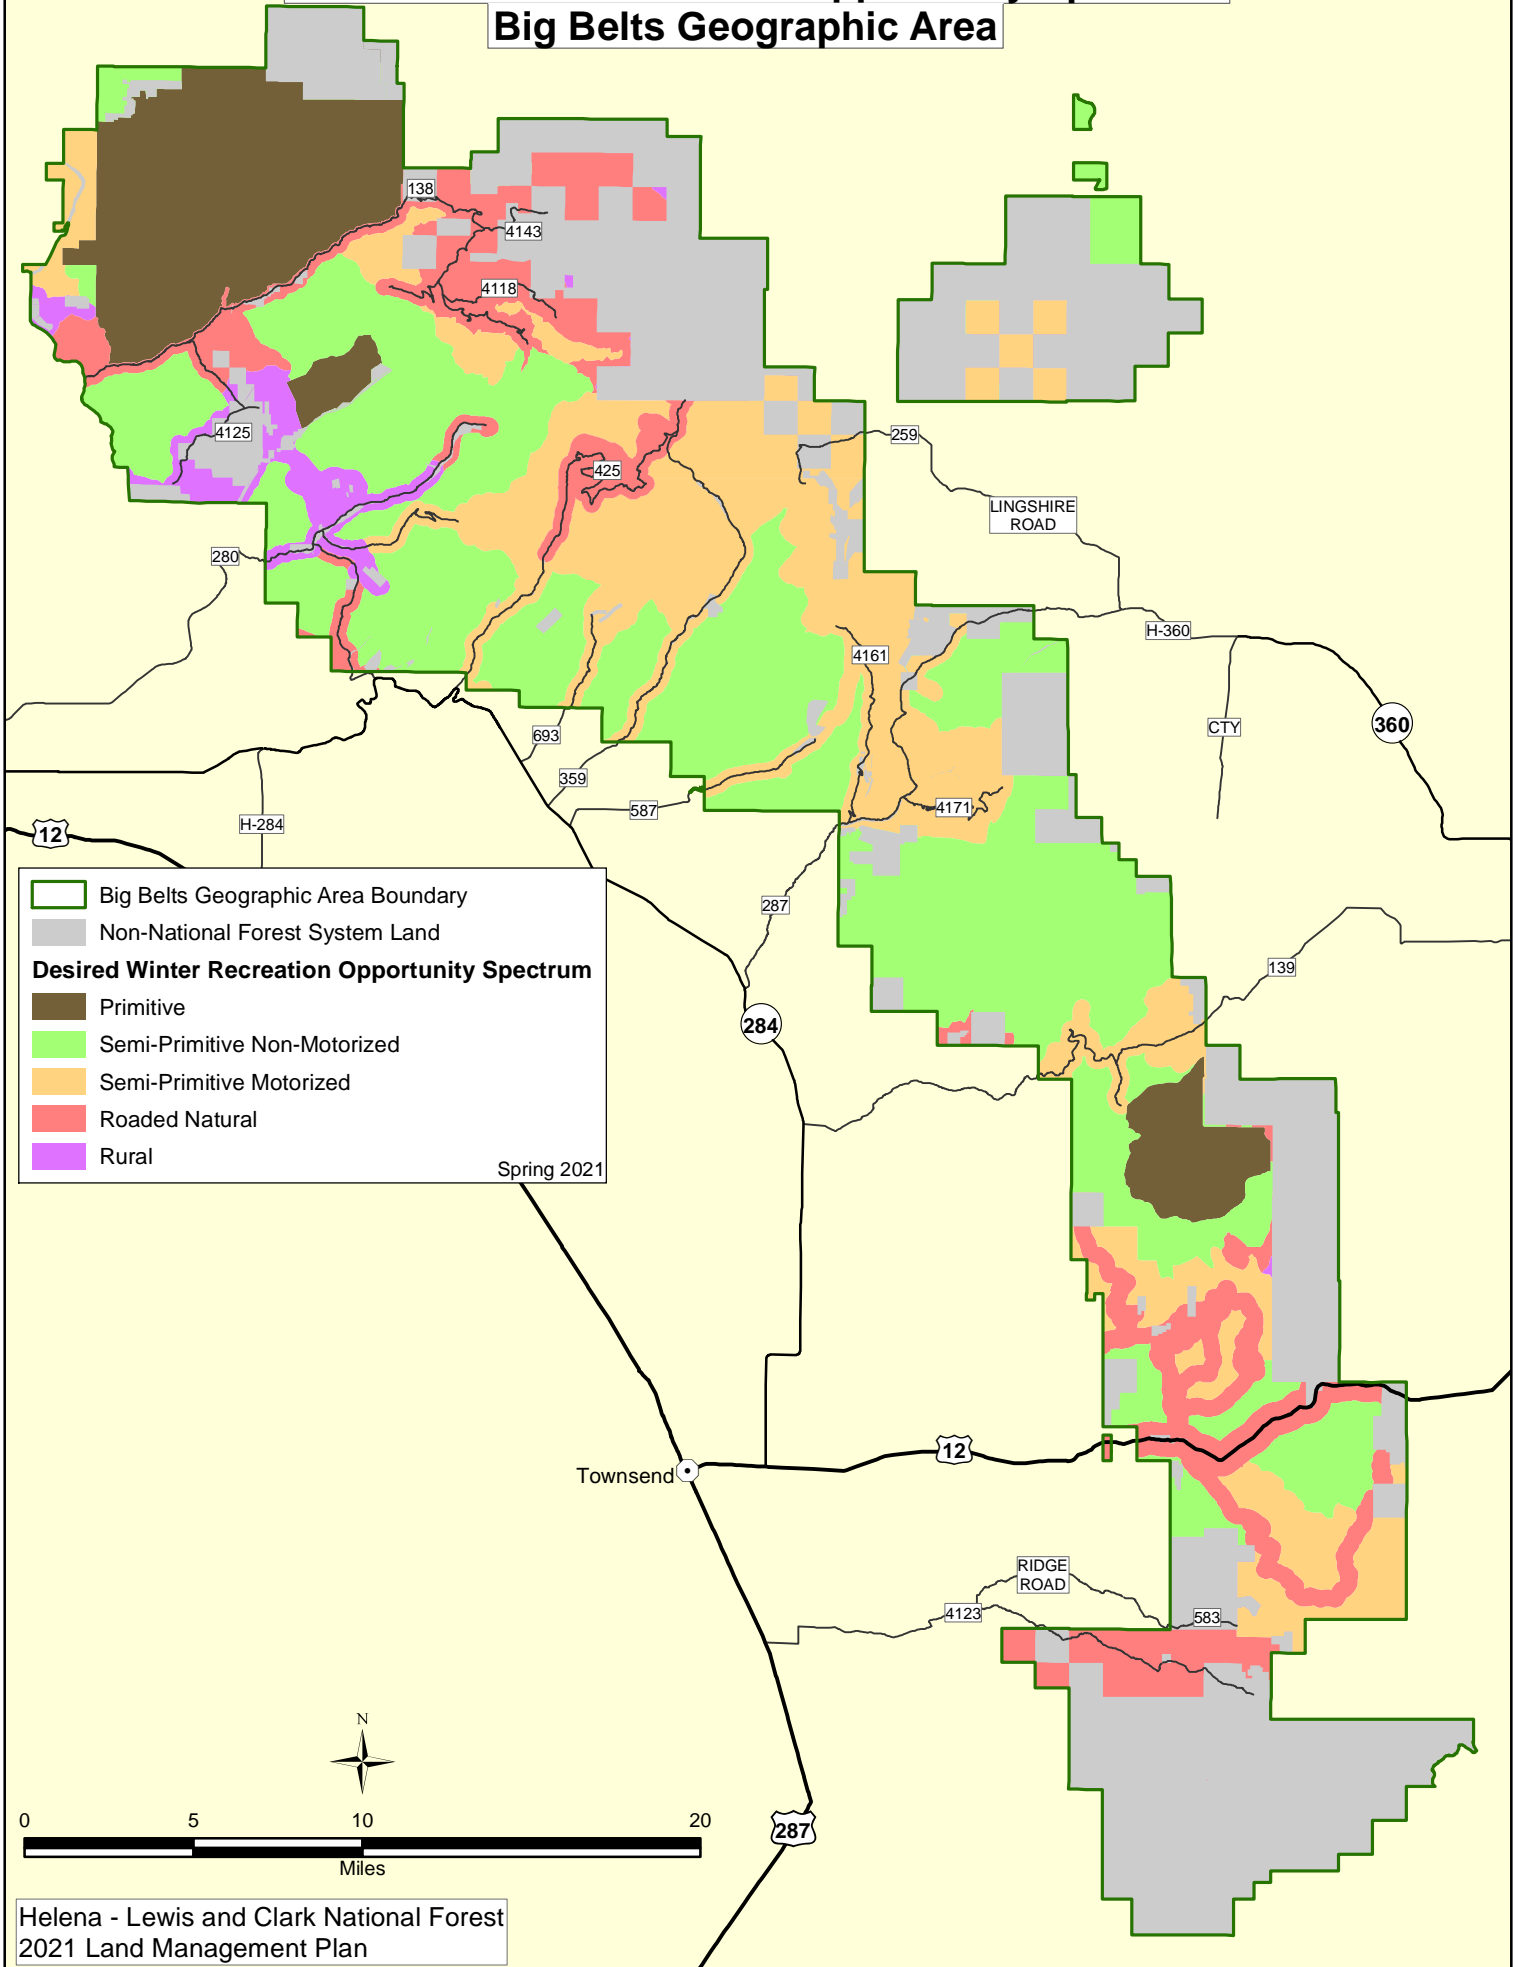 Big Belts Geographic Area
138
4143
4118
4125
425
259
LINGSHIRE
ROAD
280
H-360
4161
360
CTY
693
359
587
4171
12
H-284
Big Belts Geographic Area Boundary
Non-National Forest System Land
Desired Winter Recreation Opportunity Spectrum
Primitive
Semi-Primitive Non-Motorized
Semi-Primitive Motorized
Roaded Natural
Rural
Spring 2021
287
139
284
12
Townsend
RIDGE
ROAD
4123
583
N
0 5 10 20
Miles
287
Helena - Lewis and Clark National Forest
2021 Land Management Plan